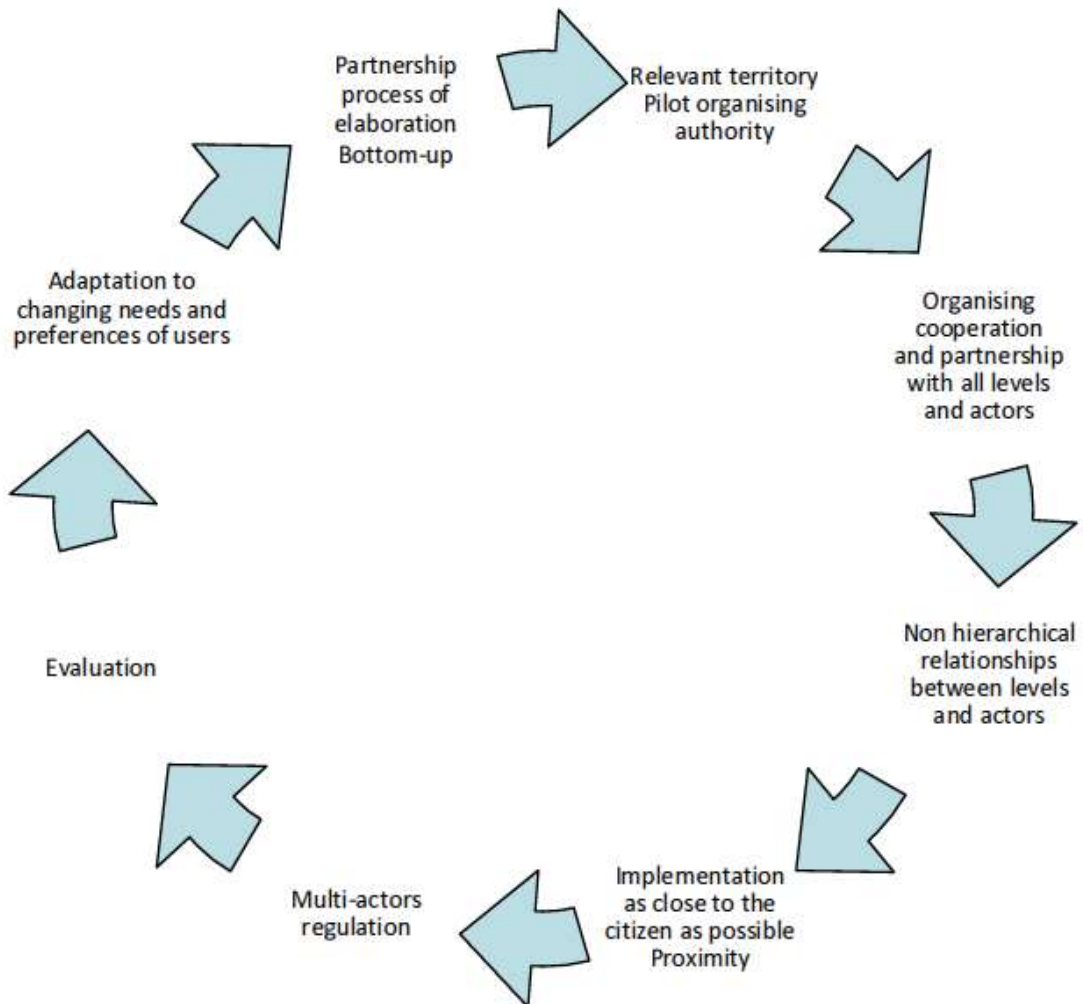 Partnership
process of
elaboration
Bottom-up
Relevant territory
Pilot organising
authority
Organising
cooperation
and partnership
with all levels
and actors
Non hierarchical
relationships
between levels
and actors
Implementation
as close to the
citizen as possible
Proximity
Multi-actors
regulation
Evaluation
Adaptation to
changing needs and
preferences of users